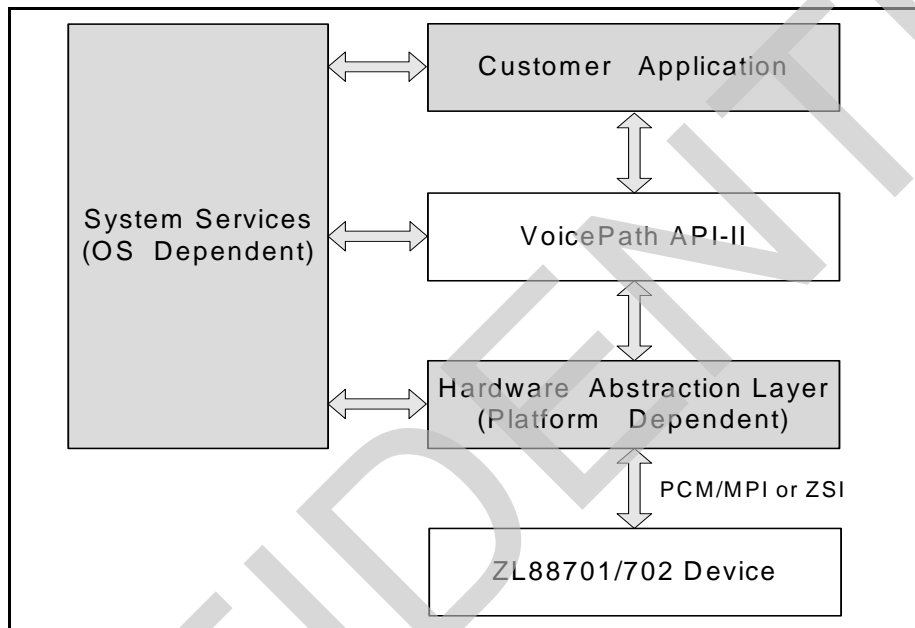 Customer Application
System Services
(OS Dependent)
VoicePath API-II
Hardware Abstraction Layer
(Platform Dependent)
PCM/MPI or ZSI
ZL88701/702 Device